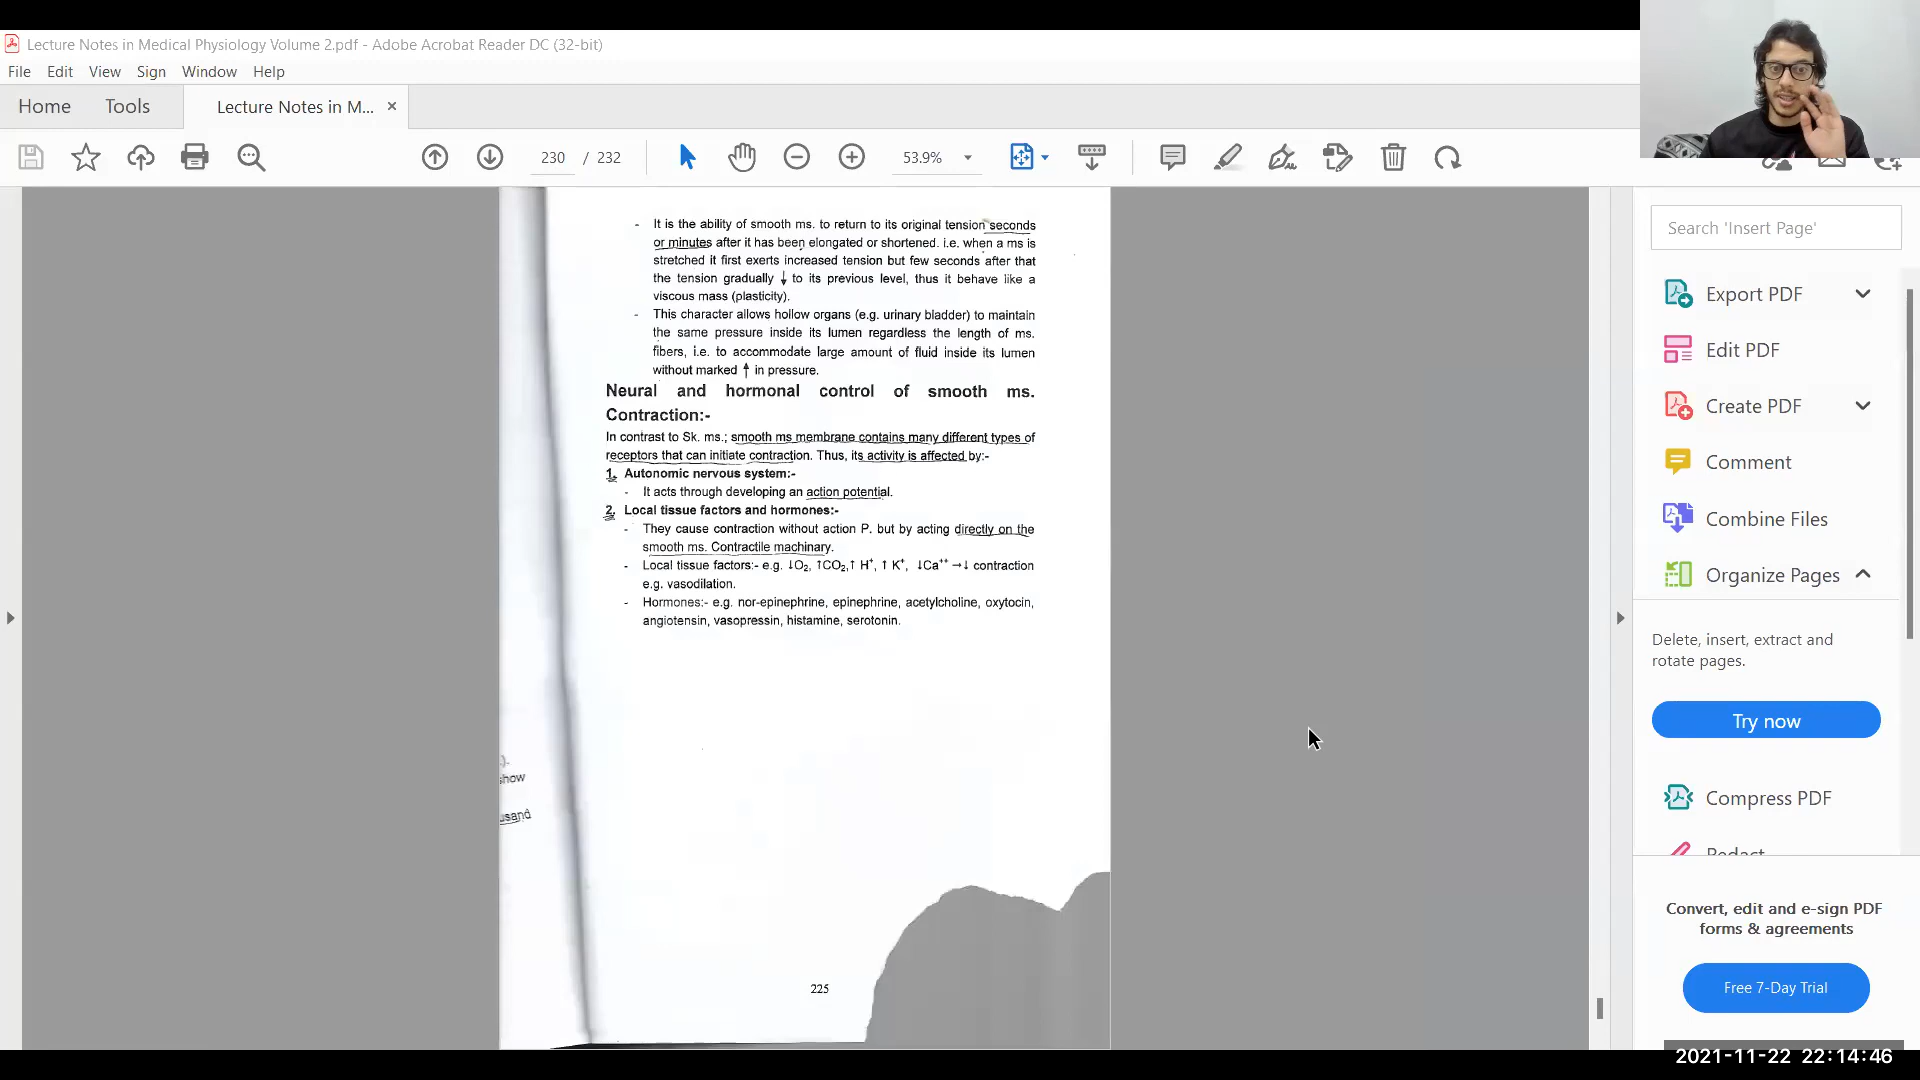 Lecture Notes in Medical Physiology Volume 2.pdf - Adobe Acrobat Reader DC (32-bit)
File Edit View Sign Window Help
Home Tools Lecture Notes in M... ×
230 / 232 53.9%
- It is the ability of smooth ms. to return to its original tension seconds
or minutes after it has been elongated or shortened. i.e. when a ms is
stretched it first exerts increased tension but few seconds after that
the tension gradually ↓ to its previous level, thus it behave like a
viscous mass (plasticity).
- This character allows hollow organs (e.g. urinary bladder) to maintain
the same pressure inside its lumen regardless the length of ms.
fibers, i.e. to accommodate large amount of fluid inside its lumen
without marked ↑ in pressure.
Neural and hormonal control of smooth ms.
Contraction:-
In contrast to Sk. ms.; smooth ms membrane contains many different types of
receptors that can initiate contraction. Thus, its activity is affected by:-
1. Autonomic nervous system:-
- It acts through developing an action potential.
2. Local tissue factors and hormones:-
- They cause contraction without action P. but by acting directly on the
smooth ms. Contractile machinary.
- Local tissue factors:- e.g. ↓O₂, ↑CO₂,↑ H⁺, ↑ K⁺, ↓Ca⁺⁺ →↓ contraction
e.g. vasodilation.
- Hormones:- e.g. nor-epinephrine, epinephrine, acetylcholine, oxytocin,
angiotensin, vasopressin, histamine, serotonin.
show
usand
225
Search 'Insert Page'
Export PDF
Edit PDF
Create PDF
Comment
Combine Files
Organize Pages
Delete, insert, extract and
rotate pages.
Try now
Compress PDF
Redact
Convert, edit and e-sign PDF
forms & agreements
Free 7-Day Trial
2021-11-22 22:14:46